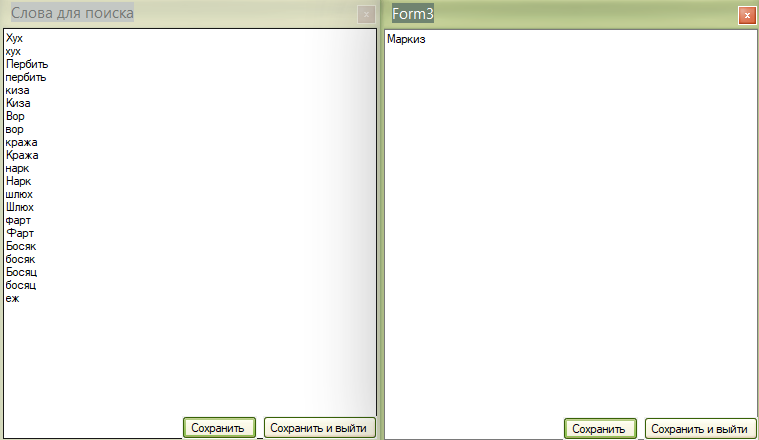 Слова для поиска
Хух
хух
Пербить
пербить
киза
Киза
Вор
вор
кража
Кража
нарк
Нарк
шлюх
Шлюх
фарт
Фарт
Босяк
босяк
Босяц
босяц
еж
Сохранить
Сохранить и выйти
Form3
Маркиз
Сохранить
Сохранить и выйти